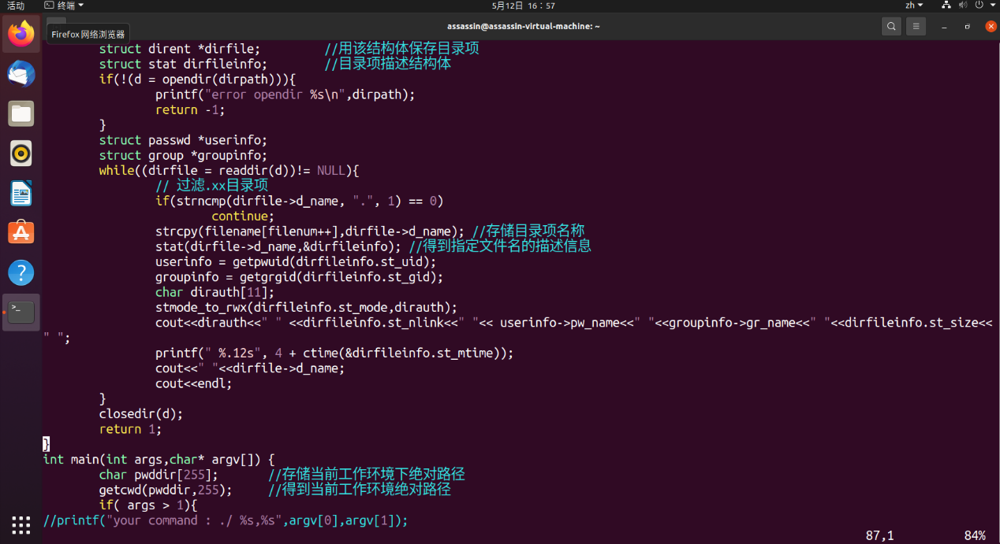 活动 终端 5月12日 16：57 zh
Firefox 网络浏览器
assassin@assassin-virtual-machine: ~
struct dirent *dirfile; //用该结构体保存目录项
struct stat dirfileinfo; //目录项描述结构体
if(!(d = opendir(dirpath))){
printf("error opendir %s\n",dirpath);
return -1;
}
struct passwd *userinfo;
struct group *groupinfo;
while((dirfile = readdir(d))!= NULL){
// 过滤.xx目录项
if(strncmp(dirfile->d_name, ".", 1) == 0)
continue;
strcpy(filename[filenum++],dirfile->d_name); //存储目录项名称
stat(dirfile->d_name,&dirfileinfo); //得到指定文件名的描述信息
userinfo = getpwuid(dirfileinfo.st_uid);
groupinfo = getgrgid(dirfileinfo.st_gid);
char dirauth[11];
stmode_to_rwx(dirfileinfo.st_mode,dirauth);
cout<<dirauth<<" " <<dirfileinfo.st_nlink<<" "<< userinfo->pw_name<<" "<<groupinfo->gr_name<<" "<<dirfileinfo.st_size<<
" ";
printf(" %.12s", 4 + ctime(&dirfileinfo.st_mtime));
cout<<" "<<dirfile->d_name;
cout<<endl;
}
closedir(d);
return 1;
}
int main(int args,char* argv[]) {
char pwddir[255]; //存储当前工作环境下绝对路径
getcwd(pwddir,255); //得到当前工作环境绝对路径
if( args > 1){
//printf("your command : ./ %s,%s",argv[0],argv[1]);
87,1 84%